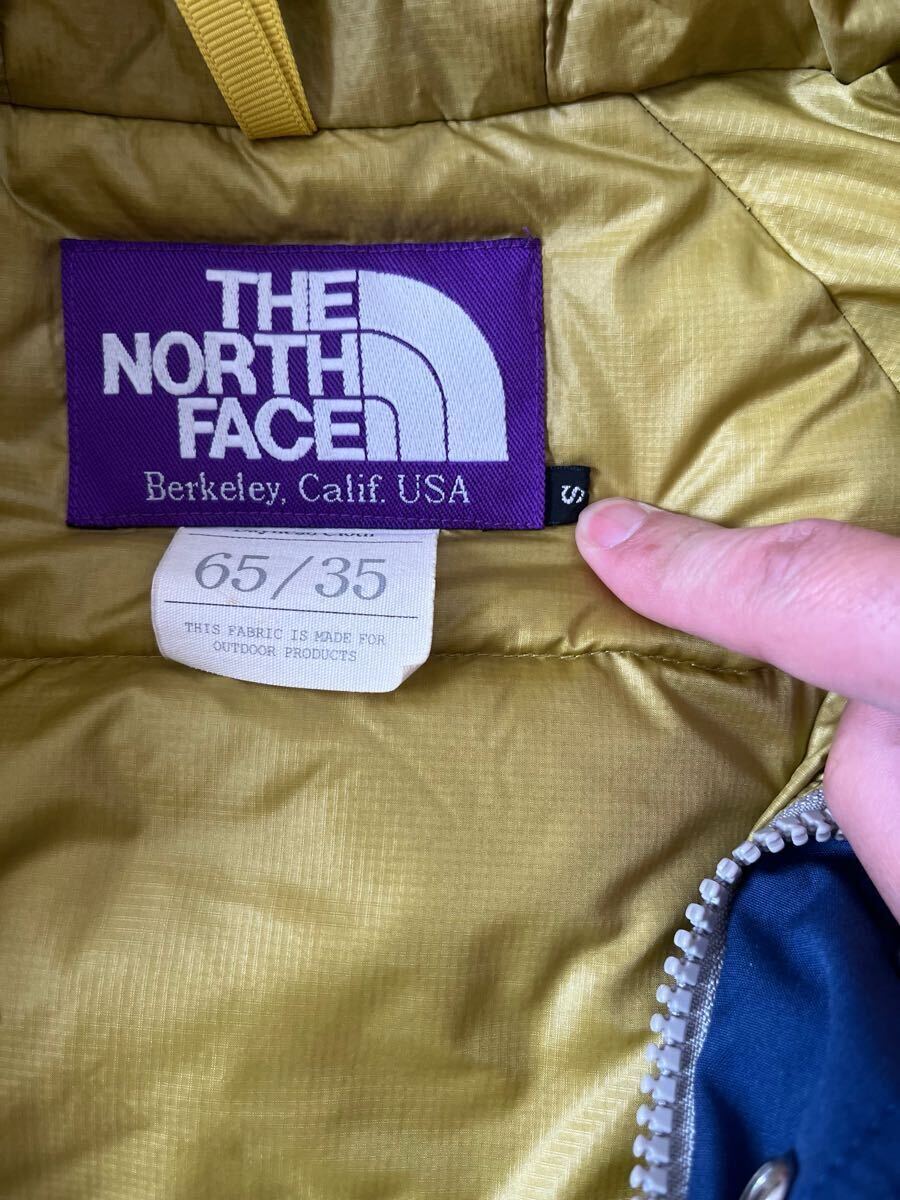 THE
NORTH
FACE
Berkeley, Calif. USA
S
65/35
THIS FABRIC IS MADE FOR
OUTDOOR PRODUCTS